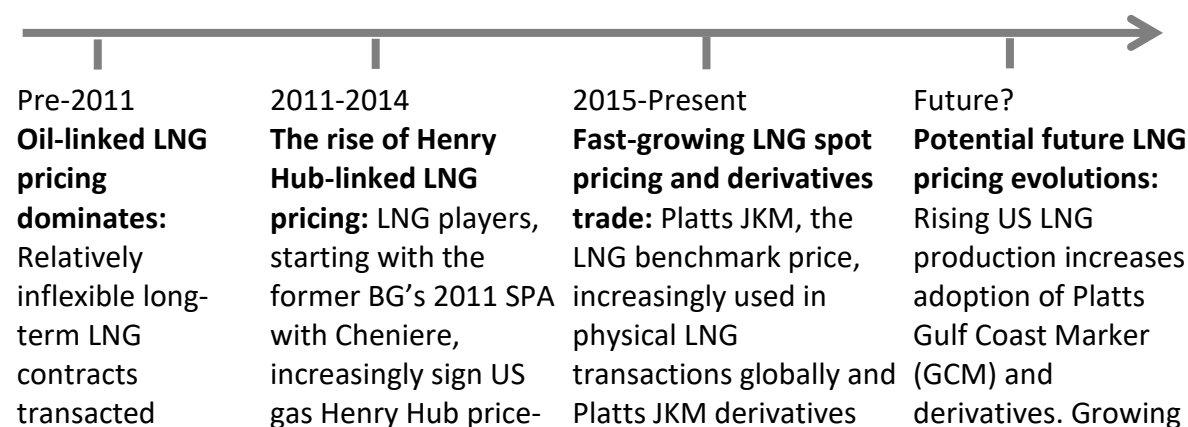 Pre-2011
Oil-linked LNG
pricing
dominates:
Relatively
inflexible long-
term LNG
contracts
transacted
2011-2014
The rise of Henry
Hub-linked LNG
pricing: LNG players,
starting with the
former BG’s 2011 SPA
with Cheniere,
increasingly sign US
gas Henry Hub price-
2015-Present
Fast-growing LNG spot
pricing and derivatives
trade: Platts JKM, the
LNG benchmark price,
increasingly used in
physical LNG
transactions globally and
Platts JKM derivatives
Future?
Potential future LNG
pricing evolutions:
Rising US LNG
production increases
adoption of Platts
Gulf Coast Marker
(GCM) and
derivatives. Growing